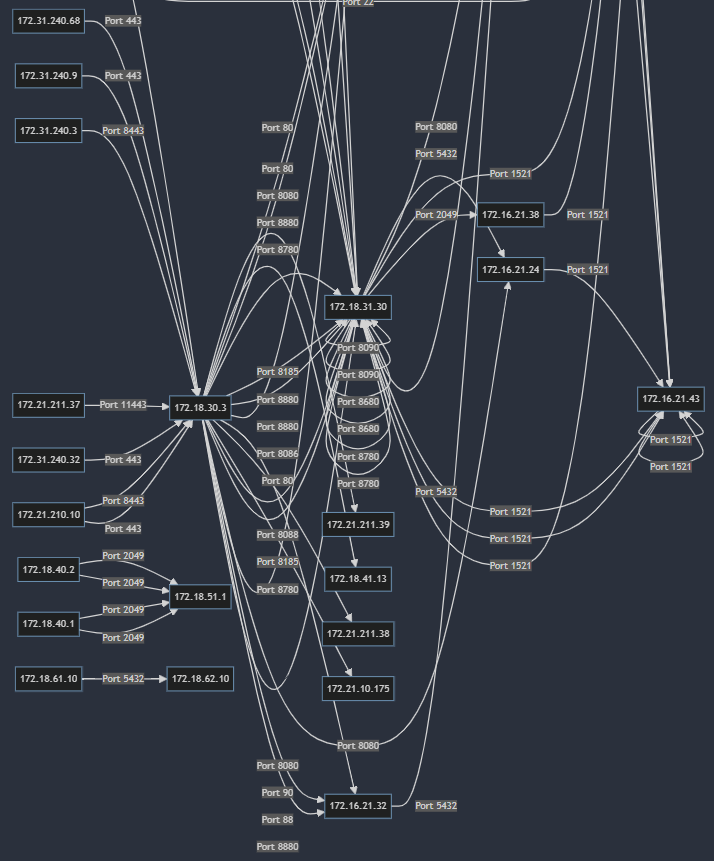 Port 22
172.31.240.68
Port 443
172.31.240.9
Port 443
172.31.240.3
Port 8443
Port 80
Port 8080
Port 5432
Port 80
Port 1521
Port 8080
Port 8880
Port 2049
172.16.21.38
Port 1521
Port 8780
172.16.21.24
Port 1521
172.18.31.30
Port 8090
Port 8185
Port 8090
172.21.211.37
Port 11443
172.18.30.3
Port 8880
Port 8680
172.16.21.43
Port 8880
Port 8680
Port 1521
172.31.240.32
Port 443
Port 8086
Port 8780
Port 1521
Port 80
Port 8780
Port 5432
172.21.210.10
Port 8443
Port 443
172.21.211.39
Port 1521
Port 8088
Port 1521
Port 2049
172.18.40.2
Port 8185
Port 1521
Port 2049
172.18.51.1
Port 8780
172.18.41.13
Port 2049
172.18.40.1
Port 2049
172.21.211.38
172.18.61.10
Port 5432
172.18.62.10
172.21.10.175
Port 8080
Port 8080
Port 90
172.16.21.32
Port 5432
Port 88
Port 8880